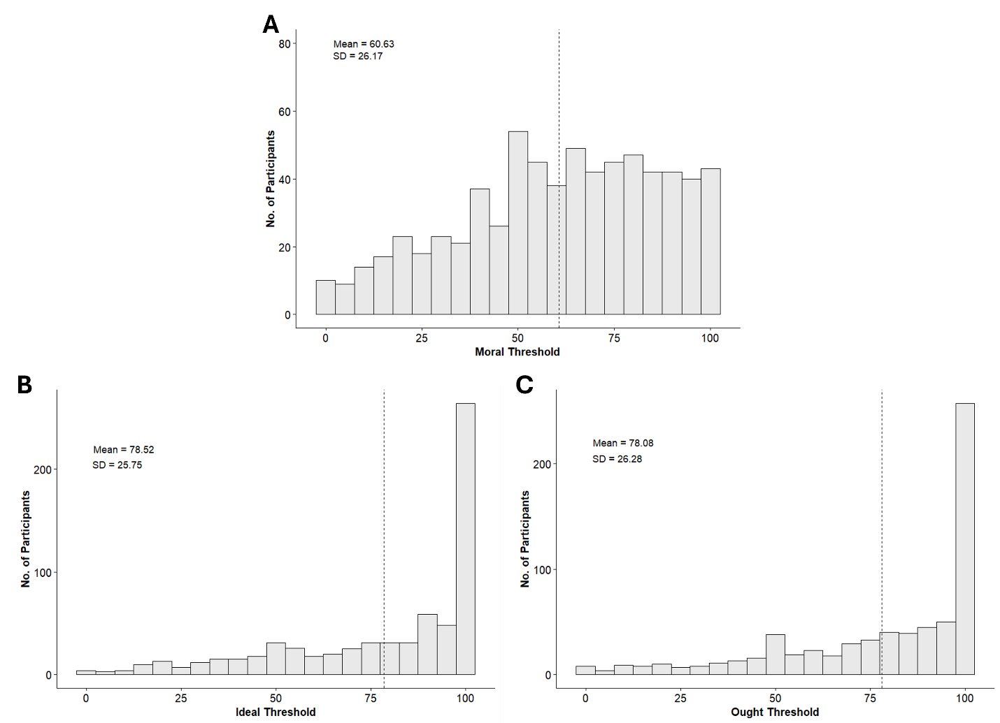 A
Mean = 60.63
SD = 26.17
80
60
40
20
0
No. of Participants
0 25 50 75 100
Moral Threshold
B
Mean = 78.52
SD = 25.75
200
100
0
No. of Participants
0 25 50 75 100
Ideal Threshold
C
Mean = 78.08
SD = 26.28
200
100
0
No. of Participants
0 25 50 75 100
Ought Threshold